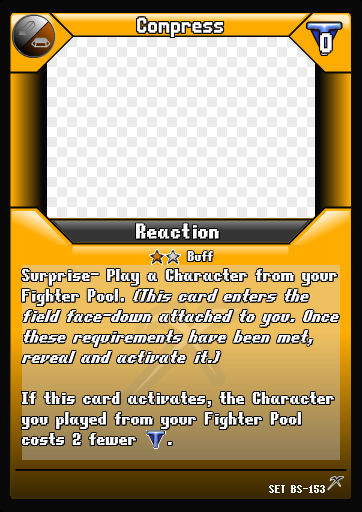 Compress
0
Reaction
Buff
Surprise- Play a Character from your
Fighter Pool. (This card enters the
field face-down attached to you. Once
these requirements have been met,
reveal and activate it.)
If this card activates, the Character
you played from your Fighter Pool
costs 2 fewer .
SET BS-153